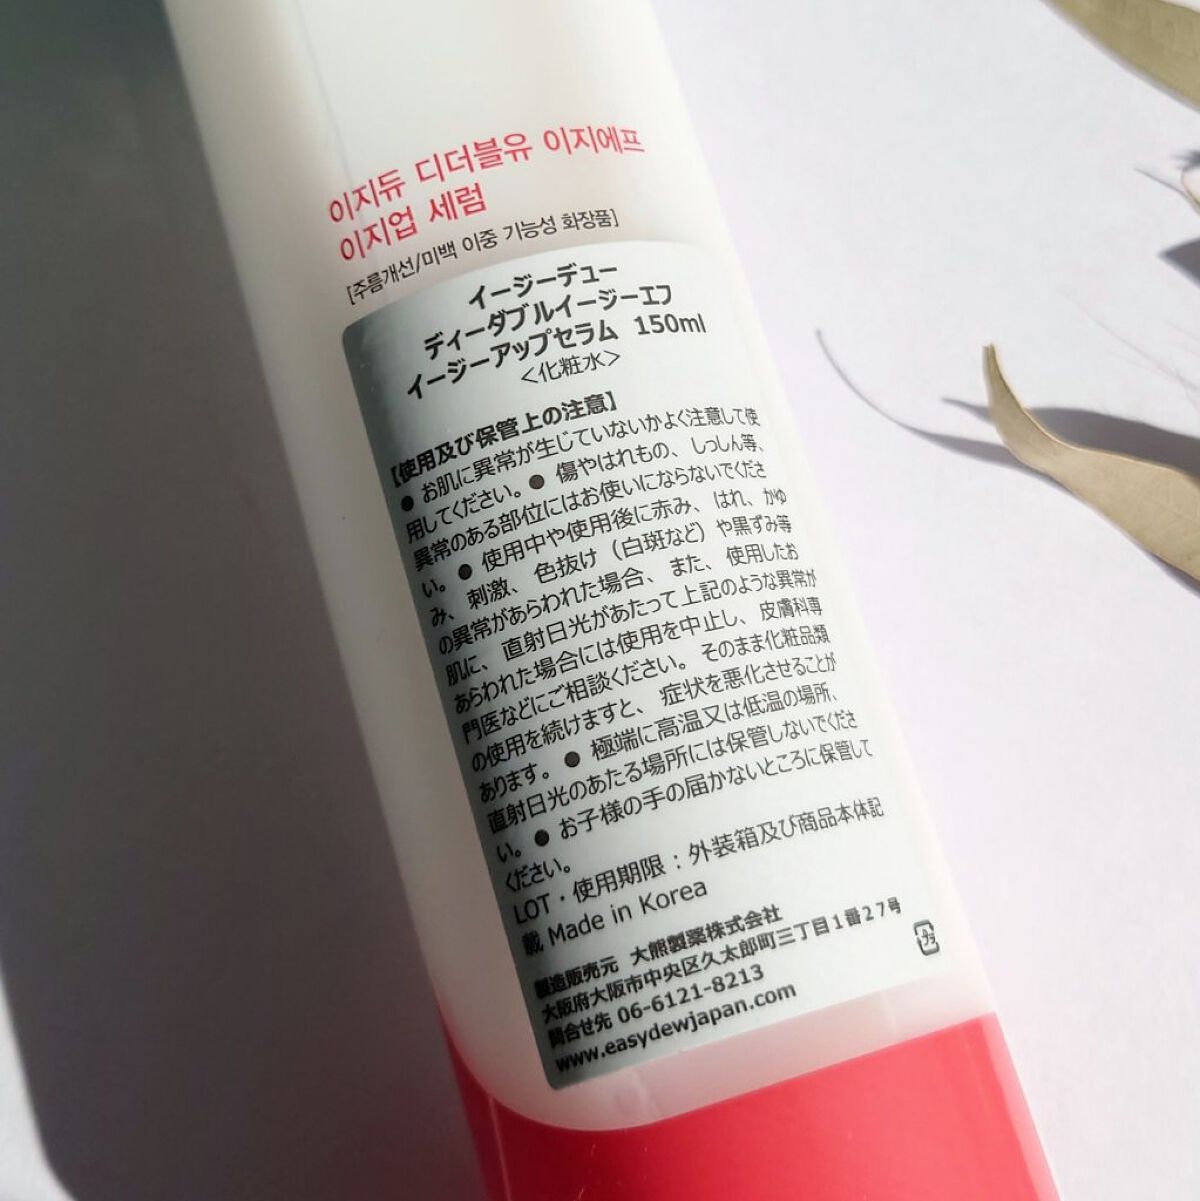 이지듀 디더블유 이지에프
이지업 세럼
[주름개선/미백 이중 기능성 화장품]
イージーデュー
ディーダブルイージーエフ
イージーアップセラム 150ml
<化粧水>
【使用及び保管上の注意】
● お肌に異常が生じていないかよく注意して使
用してください。● 傷やはれもの、しっしん等、
異常のある部位にはお使いにならないでくださ
い。● 使用中や使用後に赤み、はれ、かゆ
み、刺激、色抜け（白斑など）や黒ずみ等
の異常があらわれた場合、また、使用したお
肌に、直射日光があたって上記のような異常が
あらわれた場合には使用を中止し、皮膚科専
門医などにご相談ください。そのまま化粧品類
の使用を続けますと、症状を悪化させることが
あります。● 極端に高温又は低温の場所、
直射日光のあたる場所には保管しないでくださ
い。● お子様の手の届かないところに保管して
ください。
LOT・使用期限：外装箱及び商品本体記
載 Made in Korea
製造販売元 大熊製薬株式会社
大阪府大阪市中央区久太郎町三丁目１番２７号
問合せ先 06-6121-8213
www.easydewjapan.com
プラ